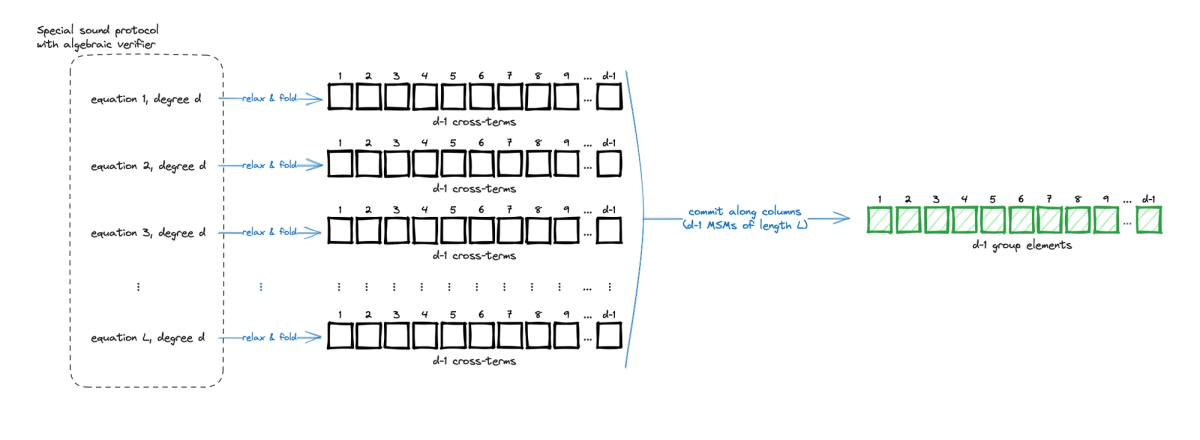 Special sound protocol
with algebraic verifier
1 2 3 4 5 6 7 8 9 ... d-1
equation 1, degree d
relax & fold
...
d-1 cross-terms
1 2 3 4 5 6 7 8 9 ... d-1
equation 2, degree d
relax & fold
...
d-1 cross-terms
1 2 3 4 5 6 7 8 9 ... d-1
equation 3, degree d
relax & fold
...
d-1 cross-terms
⋮ ⋮ ⋮ ⋮ ⋮ ⋮ ⋮ ⋮ ⋮ ⋮ ⋮ ... ⋮
1 2 3 4 5 6 7 8 9 ... d-1
equation L, degree d
relax & fold
...
d-1 cross-terms
commit along columns
(d-1 MSMs of length L)
1 2 3 4 5 6 7 8 9 ... d-1
...
d-1 group elements